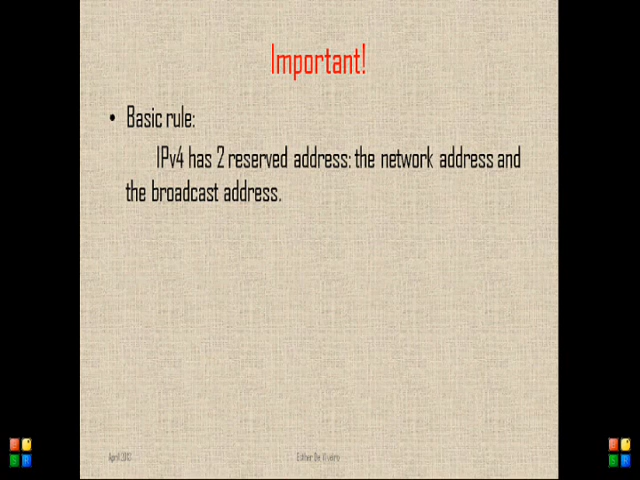 Important!
• Basic rule:
IPv4 has 2 reserved address: the network address and
the broadcast address.